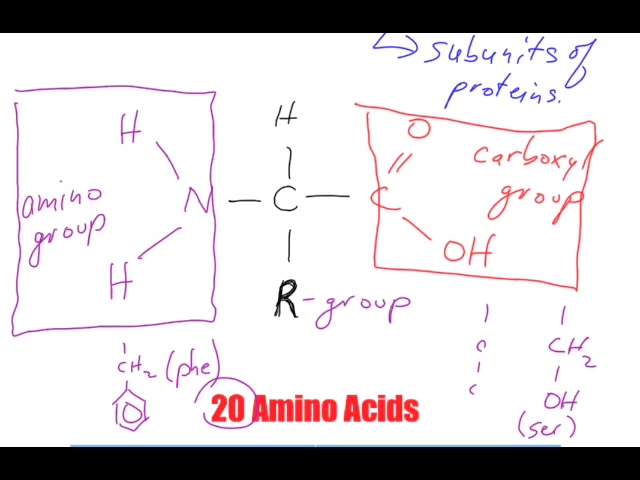 ↳ subunits of
proteins.
H
H
O
carboxyl
group
amino
group
N — C — C
OH
H
R-group
C
C
CH2
OH
(ser)
CH2 (phe)
20 Amino Acids